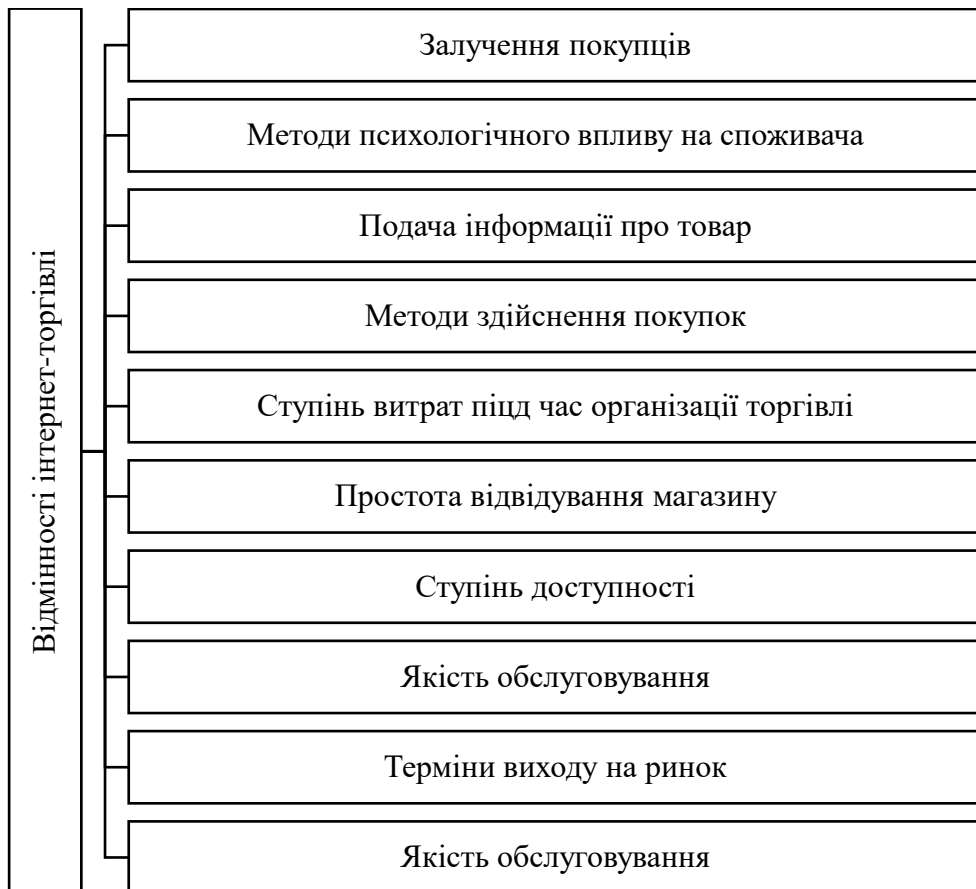 Відмінності інтернет-торгівлі
Залучення покупців
Методи психологічного впливу на споживача
Подача інформації про товар
Методи здійснення покупок
Ступінь витрат піцд час організації торгівлі
Простота відвідування магазину
Ступінь доступності
Якість обслуговування
Терміни виходу на ринок
Якість обслуговування